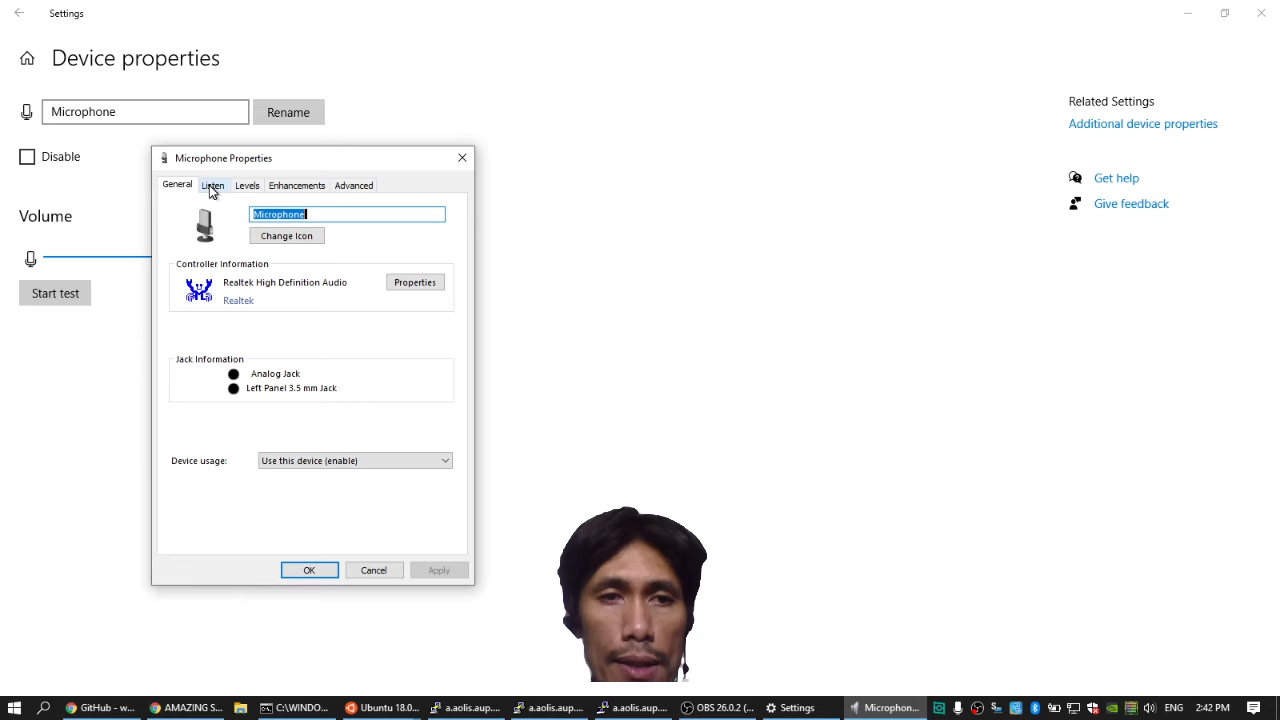 Settings
Device properties
Microphone
Rename
Disable
Volume
Start test
Related Settings
Additional device properties
Get help
Give feedback
Microphone Properties
General Listen Levels Enhancements Advanced
Microphone
Change Icon
Controller Information
Realtek High Definition Audio
Properties
Realtek
Jack Information
Analog Jack
Left Panel 3.5 mm Jack
Device usage:
Use this device (enable)
OK Cancel Apply
GitHub - w... AMAZING S... C:\WINDO... Ubuntu 18.0... a.aolis.aup.... a.aolis.aup.... a.aolis.aup.... OBS 26.0.2 (... Settings Microphon... ENG 2:42 PM